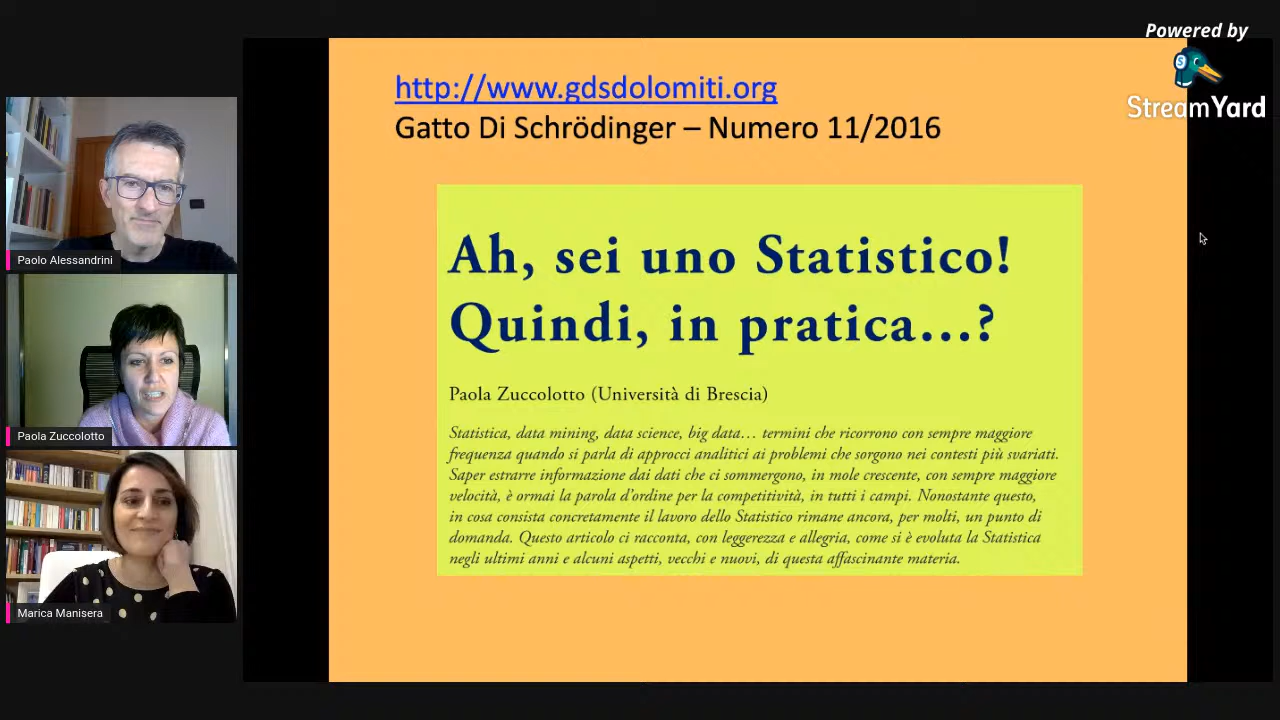 Powered by
StreamYard
http://www.gdsdolomiti.org
Gatto Di Schrödinger – Numero 11/2016
Ah, sei uno Statistico!
Quindi, in pratica...?
Paola Zuccolotto (Università di Brescia)
Statistica, data mining, data science, big data… termini che ricorrono con sempre maggiore
frequenza quando si parla di approcci analitici ai problemi che sorgono nei contesti più svariati.
Saper estrarre informazione dai dati che ci sommergono, in mole crescente, con sempre maggiore
velocità, è ormai la parola d'ordine per la competitività, in tutti i campi. Nonostante questo,
in cosa consista concretamente il lavoro dello Statistico rimane ancora, per molti, un punto di
domanda. Questo articolo ci racconta, con leggerezza e allegria, come si è evoluta la Statistica
negli ultimi anni e alcuni aspetti, vecchi e nuovi, di questa affascinante materia.
Paolo Alessandrini
Paola Zuccolotto
Marica Manisera